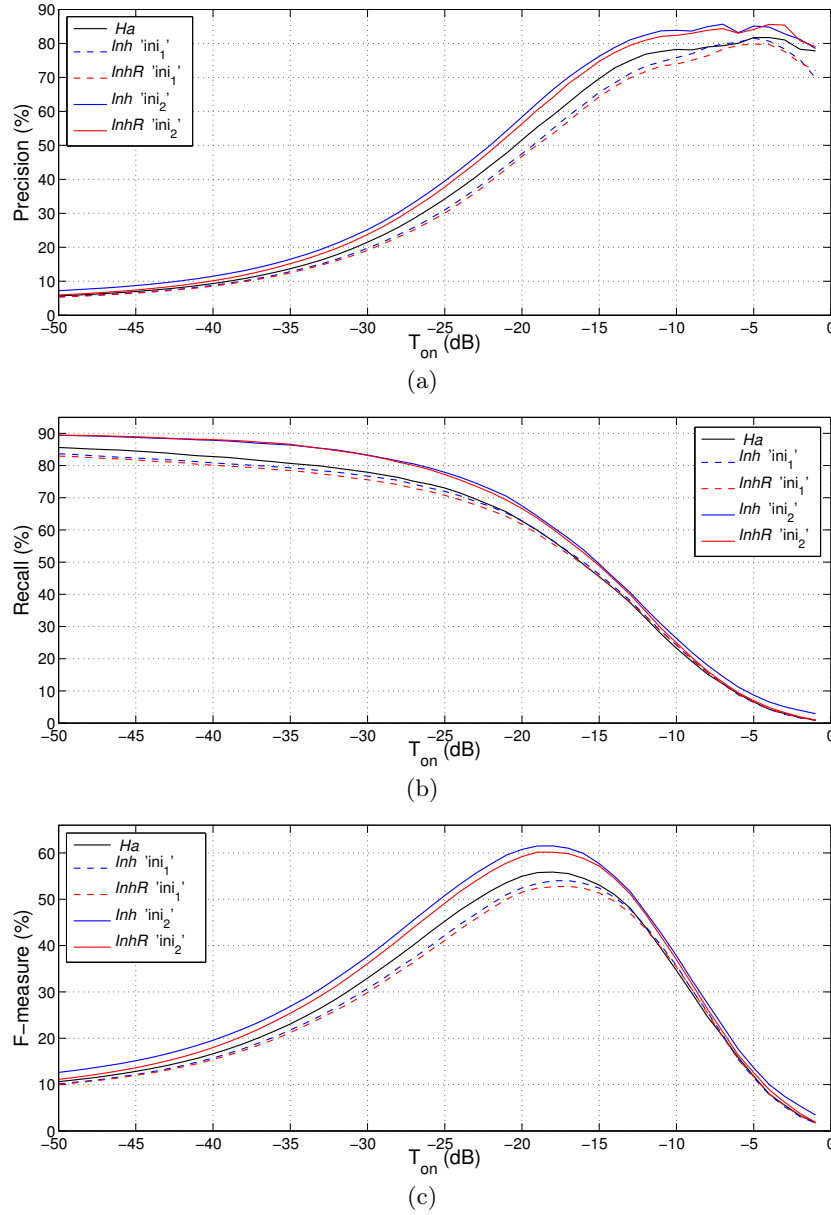 90
80
70
60
50
40
30
20
10
0
Precision (%)
Ha
Inh 'ini₁'
InhR 'ini₁'
Inh 'ini₂'
InhR 'ini₂'
−50 −45 −40 −35 −30 −25 −20 −15 −10 −5 0
T_on (dB)
(a)
90
80
70
60
50
40
30
20
10
0
Recall (%)
Ha
Inh 'ini₁'
InhR 'ini₁'
Inh 'ini₂'
InhR 'ini₂'
−50 −45 −40 −35 −30 −25 −20 −15 −10 −5 0
T_on (dB)
(b)
60
50
40
30
20
10
0
F−measure (%)
Ha
Inh 'ini₁'
InhR 'ini₁'
Inh 'ini₂'
InhR 'ini₂'
−50 −45 −40 −35 −30 −25 −20 −15 −10 −5 0
T_on (dB)
(c)